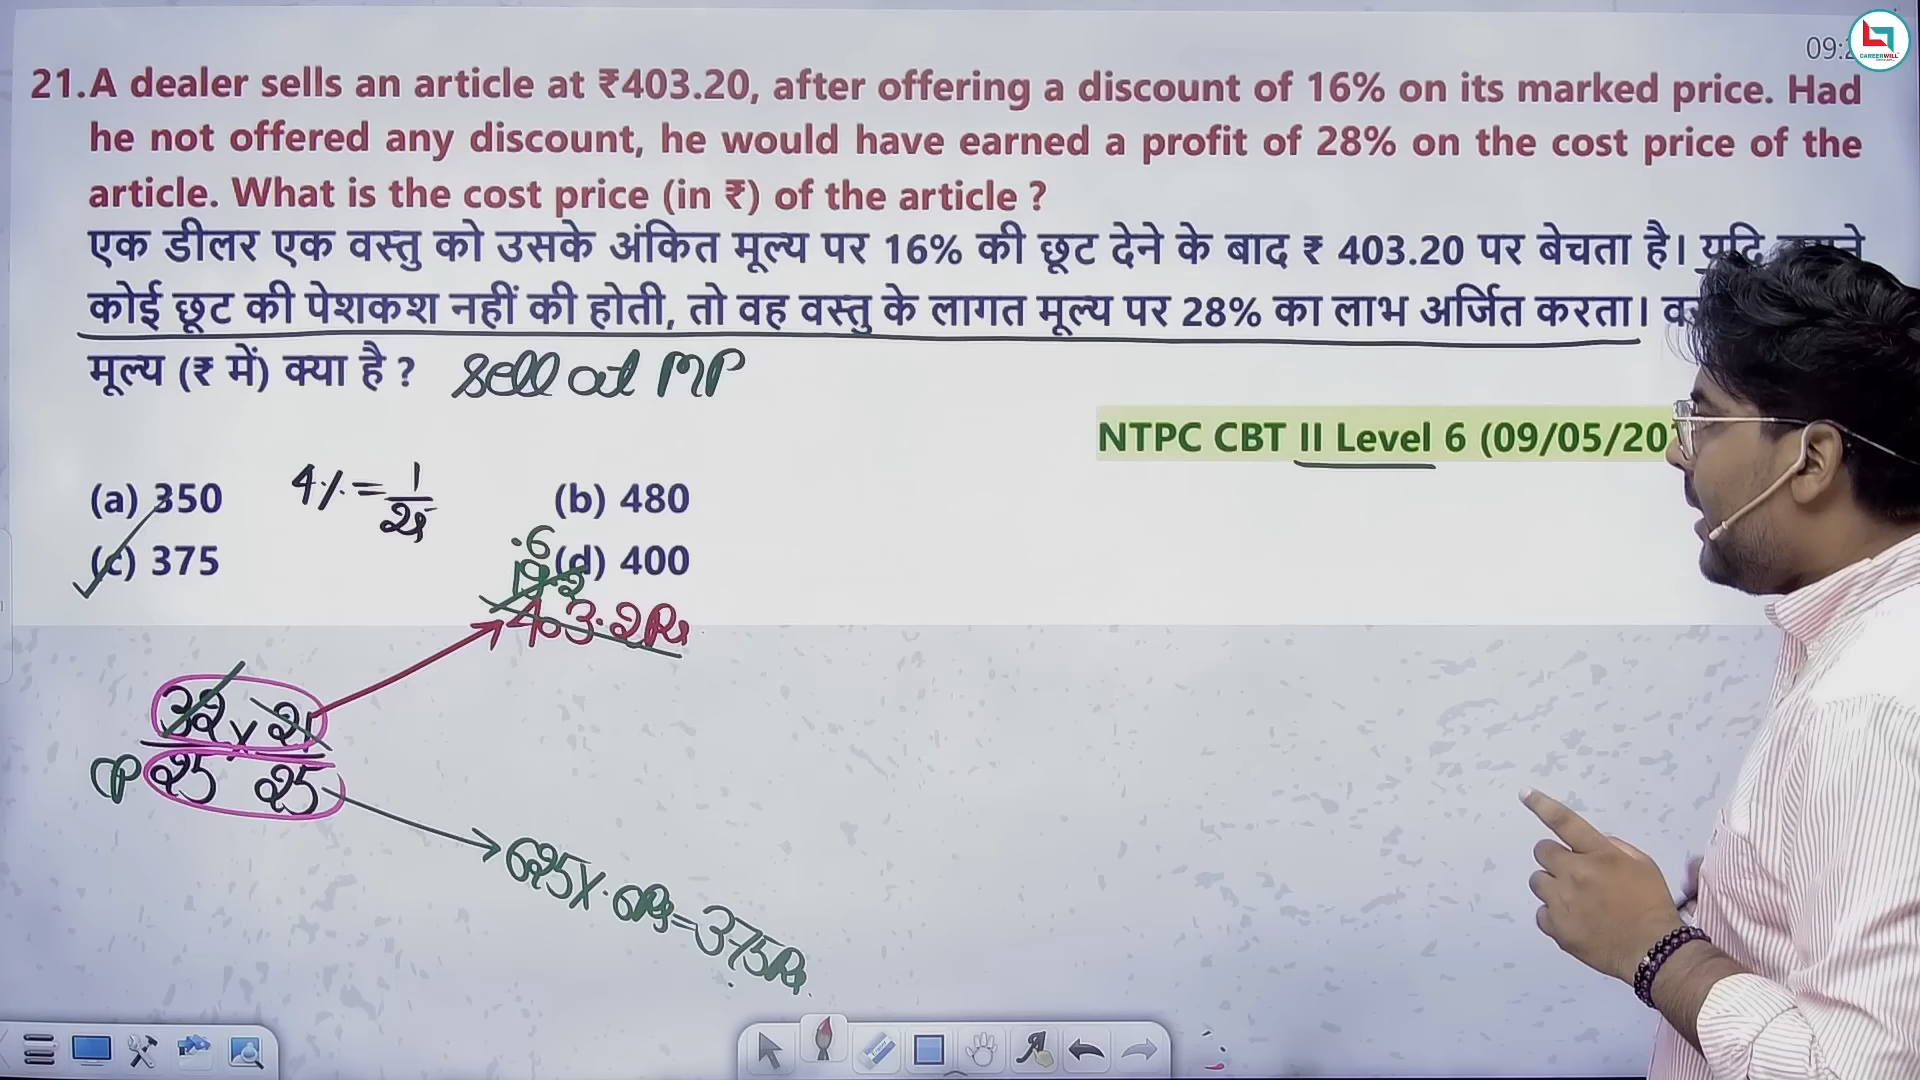 09:
CAREERWILL
21.A dealer sells an article at ₹403.20, after offering a discount of 16% on its marked price. Had
he not offered any discount, he would have earned a profit of 28% on the cost price of the
article. What is the cost price (in ₹) of the article ?
एक डीलर एक वस्तु को उसके अंकित मूल्य पर 16% की छूट देने के बाद ₹ 403.20 पर बेचता है। यदि
कोई छूट की पेशकश नहीं की होती, तो वह वस्तु के लागत मूल्य पर 28% का लाभ अर्जित करता।
मूल्य (₹ में) क्या है ? sell at MP
NTPC CBT II Level 6 (09/05/20
(a) 350 4% = 1/25 (b) 480
(c) 375 (d) 400
.6
19.2
403.2Rs
32 × 21
CP 25 25
625×.6Rs=375Rs